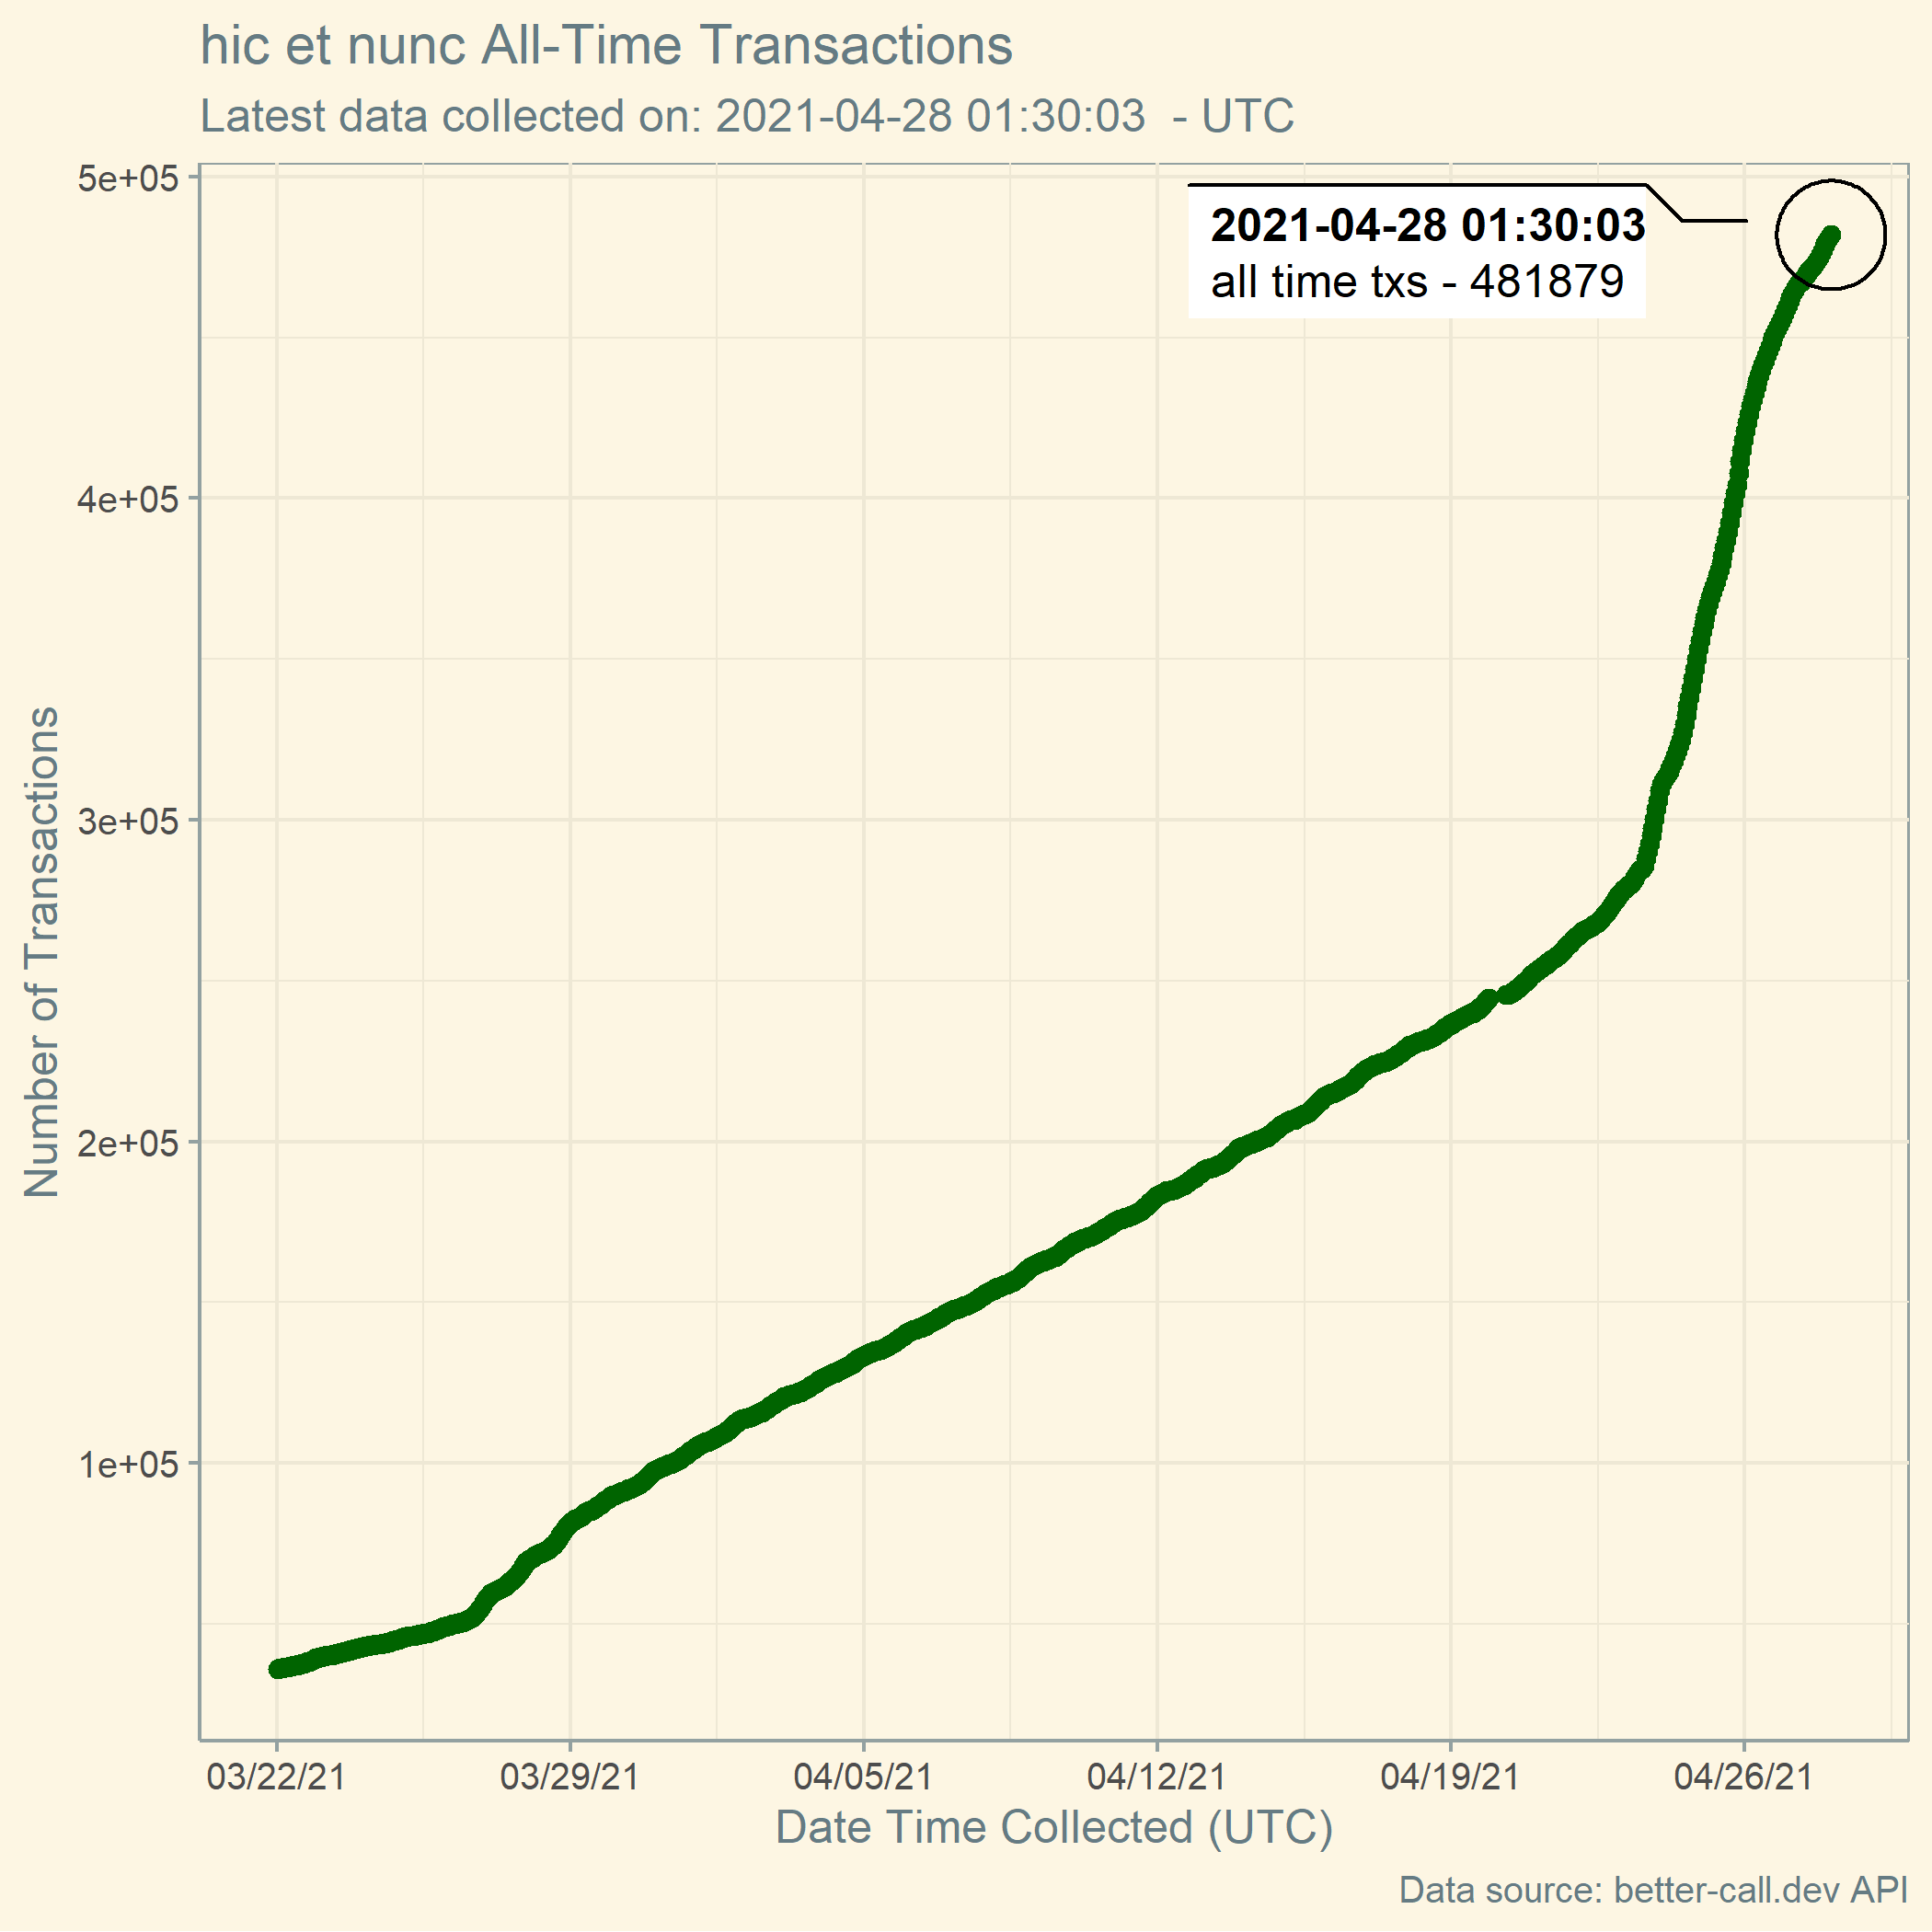 hic et nunc All-Time Transactions
Latest data collected on: 2021-04-28 01:30:03  - UTC
5e+05
2021-04-28 01:30:03
all time txs - 481879
4e+05
3e+05
2e+05
1e+05
Number of Transactions
03/22/21 03/29/21 04/05/21 04/12/21 04/19/21 04/26/21
Date Time Collected (UTC)
Data source: better-call.dev API